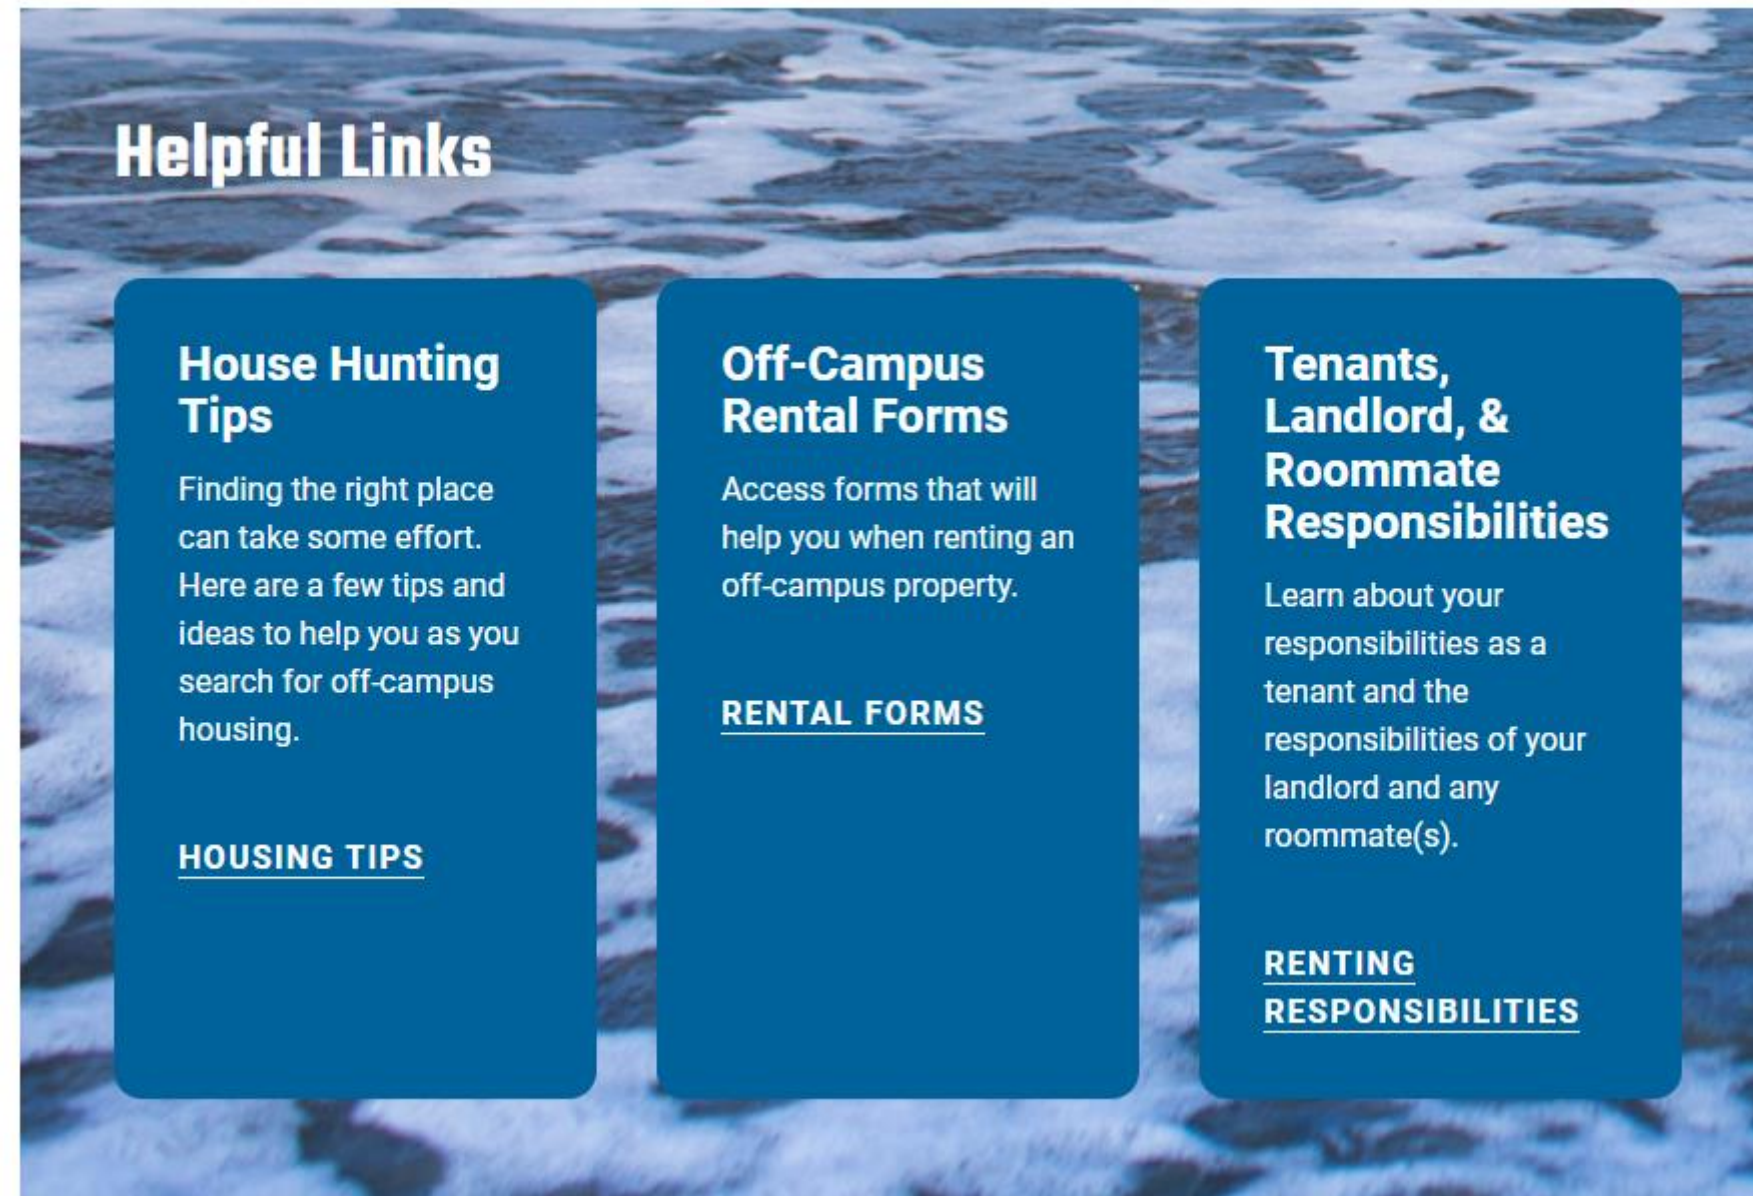 Helpful Links
House Hunting
Tips
Finding the right place
can take some effort.
Here are a few tips and
ideas to help you as you
search for off-campus
housing.
HOUSING TIPS
Off-Campus
Rental Forms
Access forms that will
help you when renting an
off-campus property.
RENTAL FORMS
Tenants,
Landlord, &
Roommate
Responsibilities
Learn about your
responsibilities as a
tenant and the
responsibilities of your
landlord and any
roommate(s).
RENTING
RESPONSIBILITIES